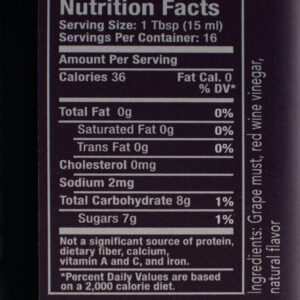 Nutrition Facts
Serving Size: 1 Tbsp (15 ml)
Servings Per Container: 16
Amount Per Serving
Calories 36 Fat Cal. 0
% DV*
Total Fat 0g 0%
Saturated Fat 0g 0%
Trans Fat 0g 0%
Cholesterol 0mg
Sodium 2mg
Total Carbohydrate 8g 1%
Sugars 7g 1%
Not a significant source of protein,
dietary fiber, calcium,
vitamin A and C, and iron.
*Percent Daily Values are based
on a 2,000 calorie diet.
Ingredients: Grape must, red wine vinegar,
natural flavor